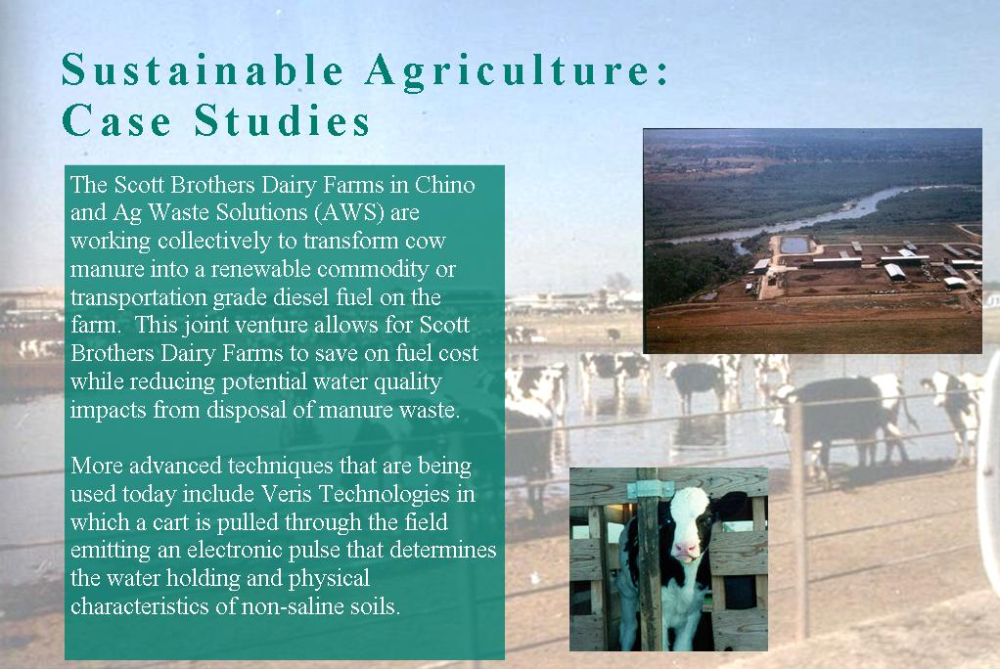 Sustainable Agriculture:
Case Studies
The Scott Brothers Dairy Farms in Chino
and Ag Waste Solutions (AWS) are
working collectively to transform cow
manure into a renewable commodity or
transportation grade diesel fuel on the
farm.  This joint venture allows for Scott
Brothers Dairy Farms to save on fuel cost
while reducing potential water quality
impacts from disposal of manure waste.
More advanced techniques that are being
used today include Veris Technologies in
which a cart is pulled through the field
emitting an electronic pulse that determines
the water holding and physical
characteristics of non-saline soils.